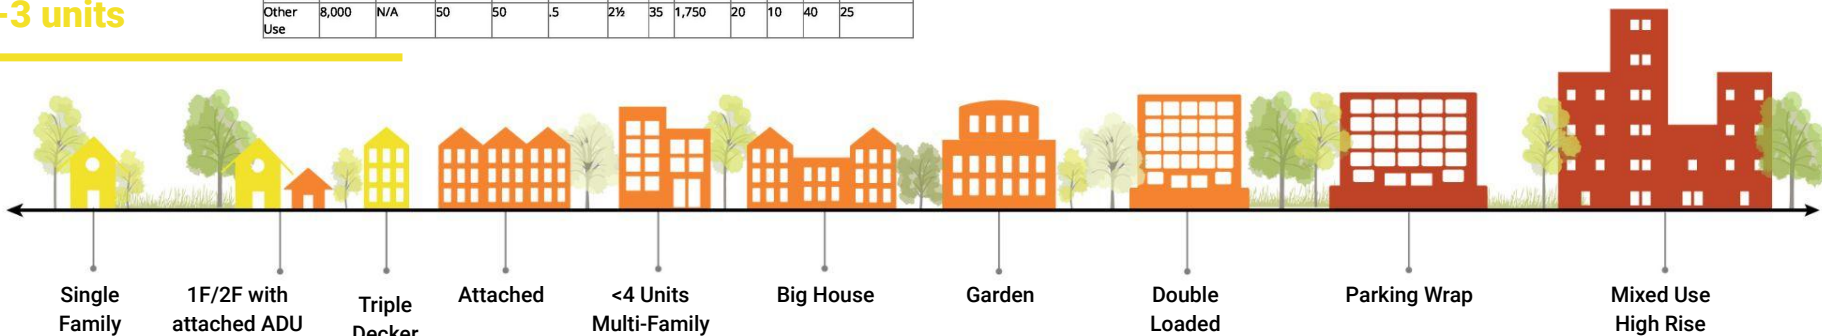 -3 units
Other 8,000 N/A 50 50 .5 2½ 35 1,750 20 10 40 25
Use
Single
Family
1F/2F with
attached ADU
Triple
Decker
Attached
<4 Units
Multi-Family
Big House
Garden
Double
Loaded
Parking Wrap
Mixed Use
High Rise